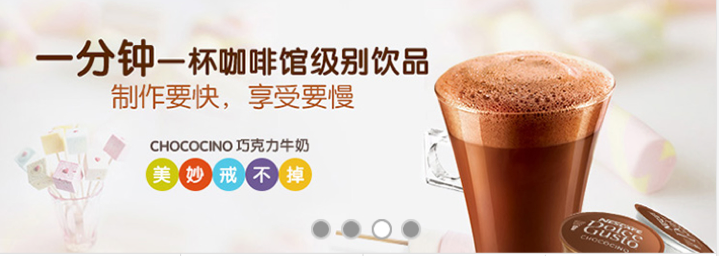 一分钟一杯咖啡馆级别饮品
制作要快，享受要慢
CHOCOCINO 巧克力牛奶
美妙戒不掉
NESCAFÉ
Dolce
Gusto
CHOCOCINO